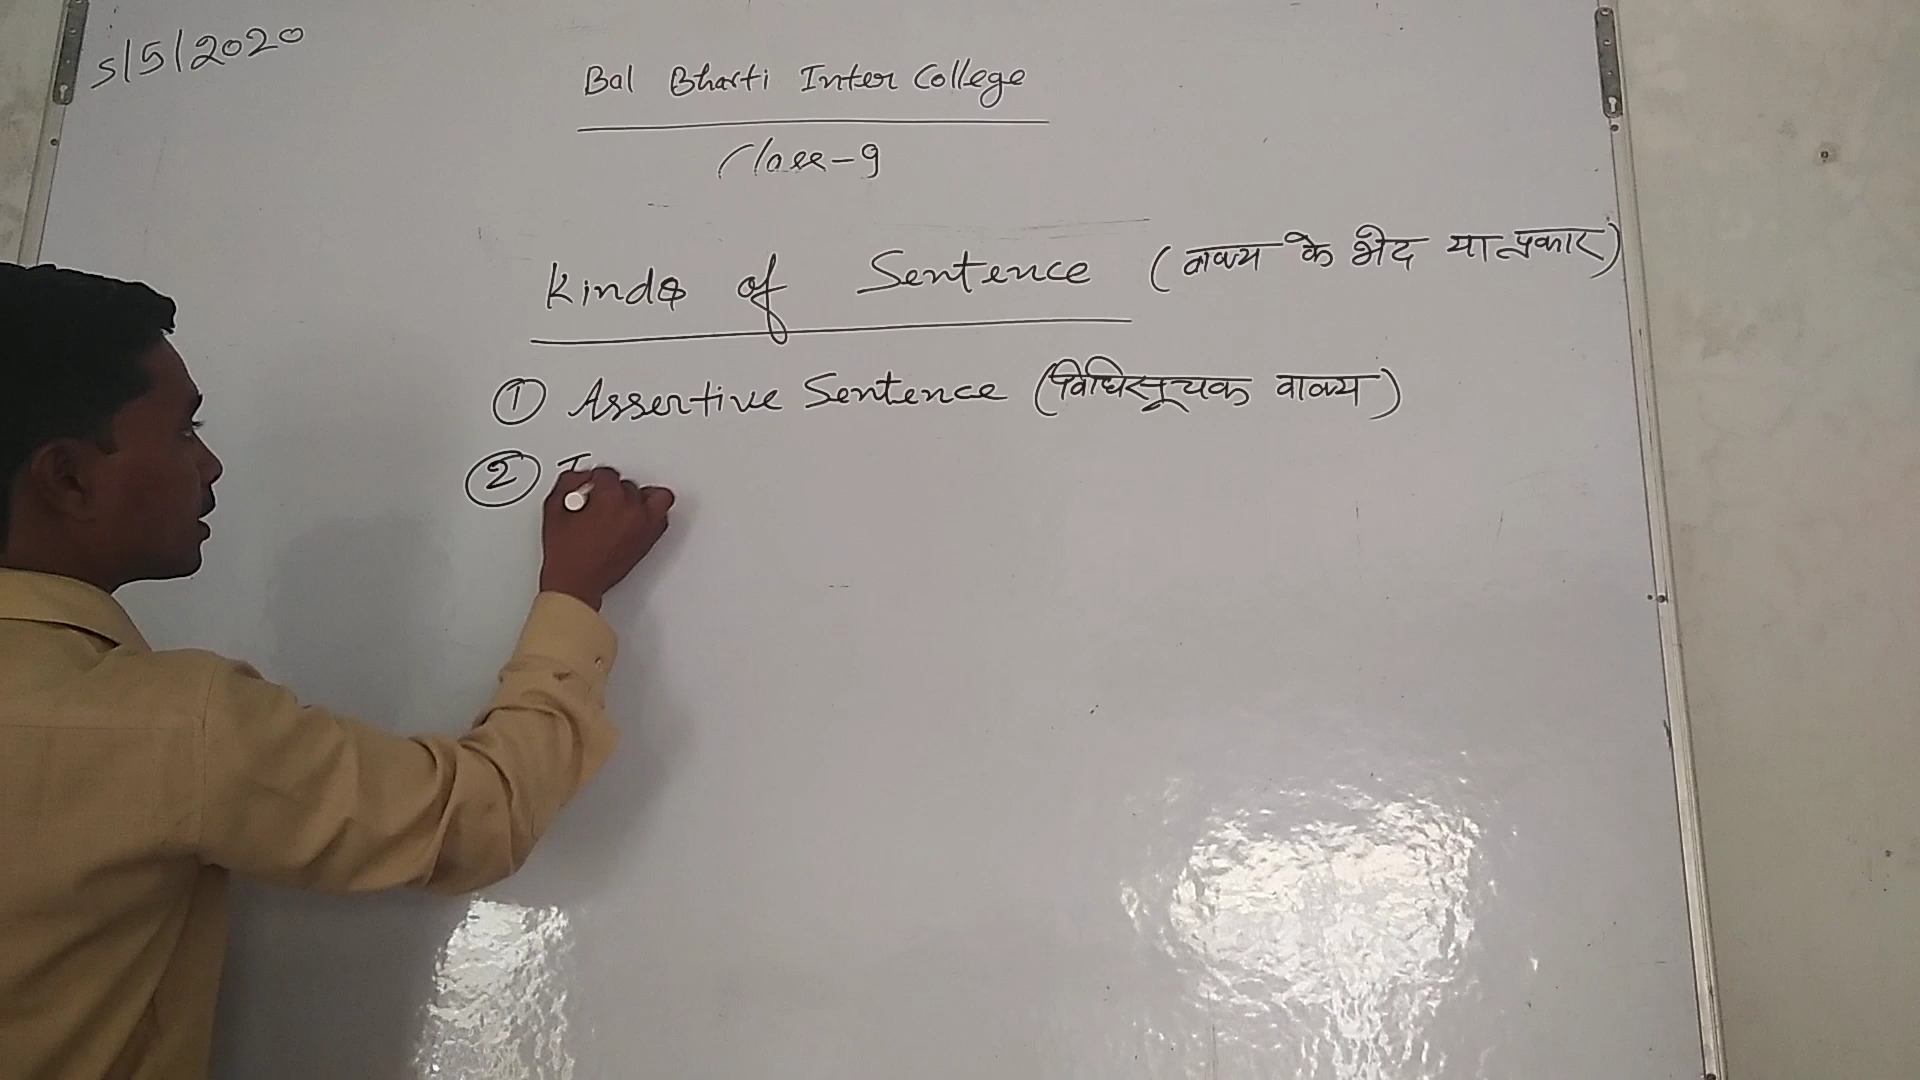 5/5/2020
Bal Bharti Inter College
Class-9
Kinds of Sentence (वाक्य के भेद या प्रकार)
① Assertive Sentence (विधिसूचक वाक्य)
② I